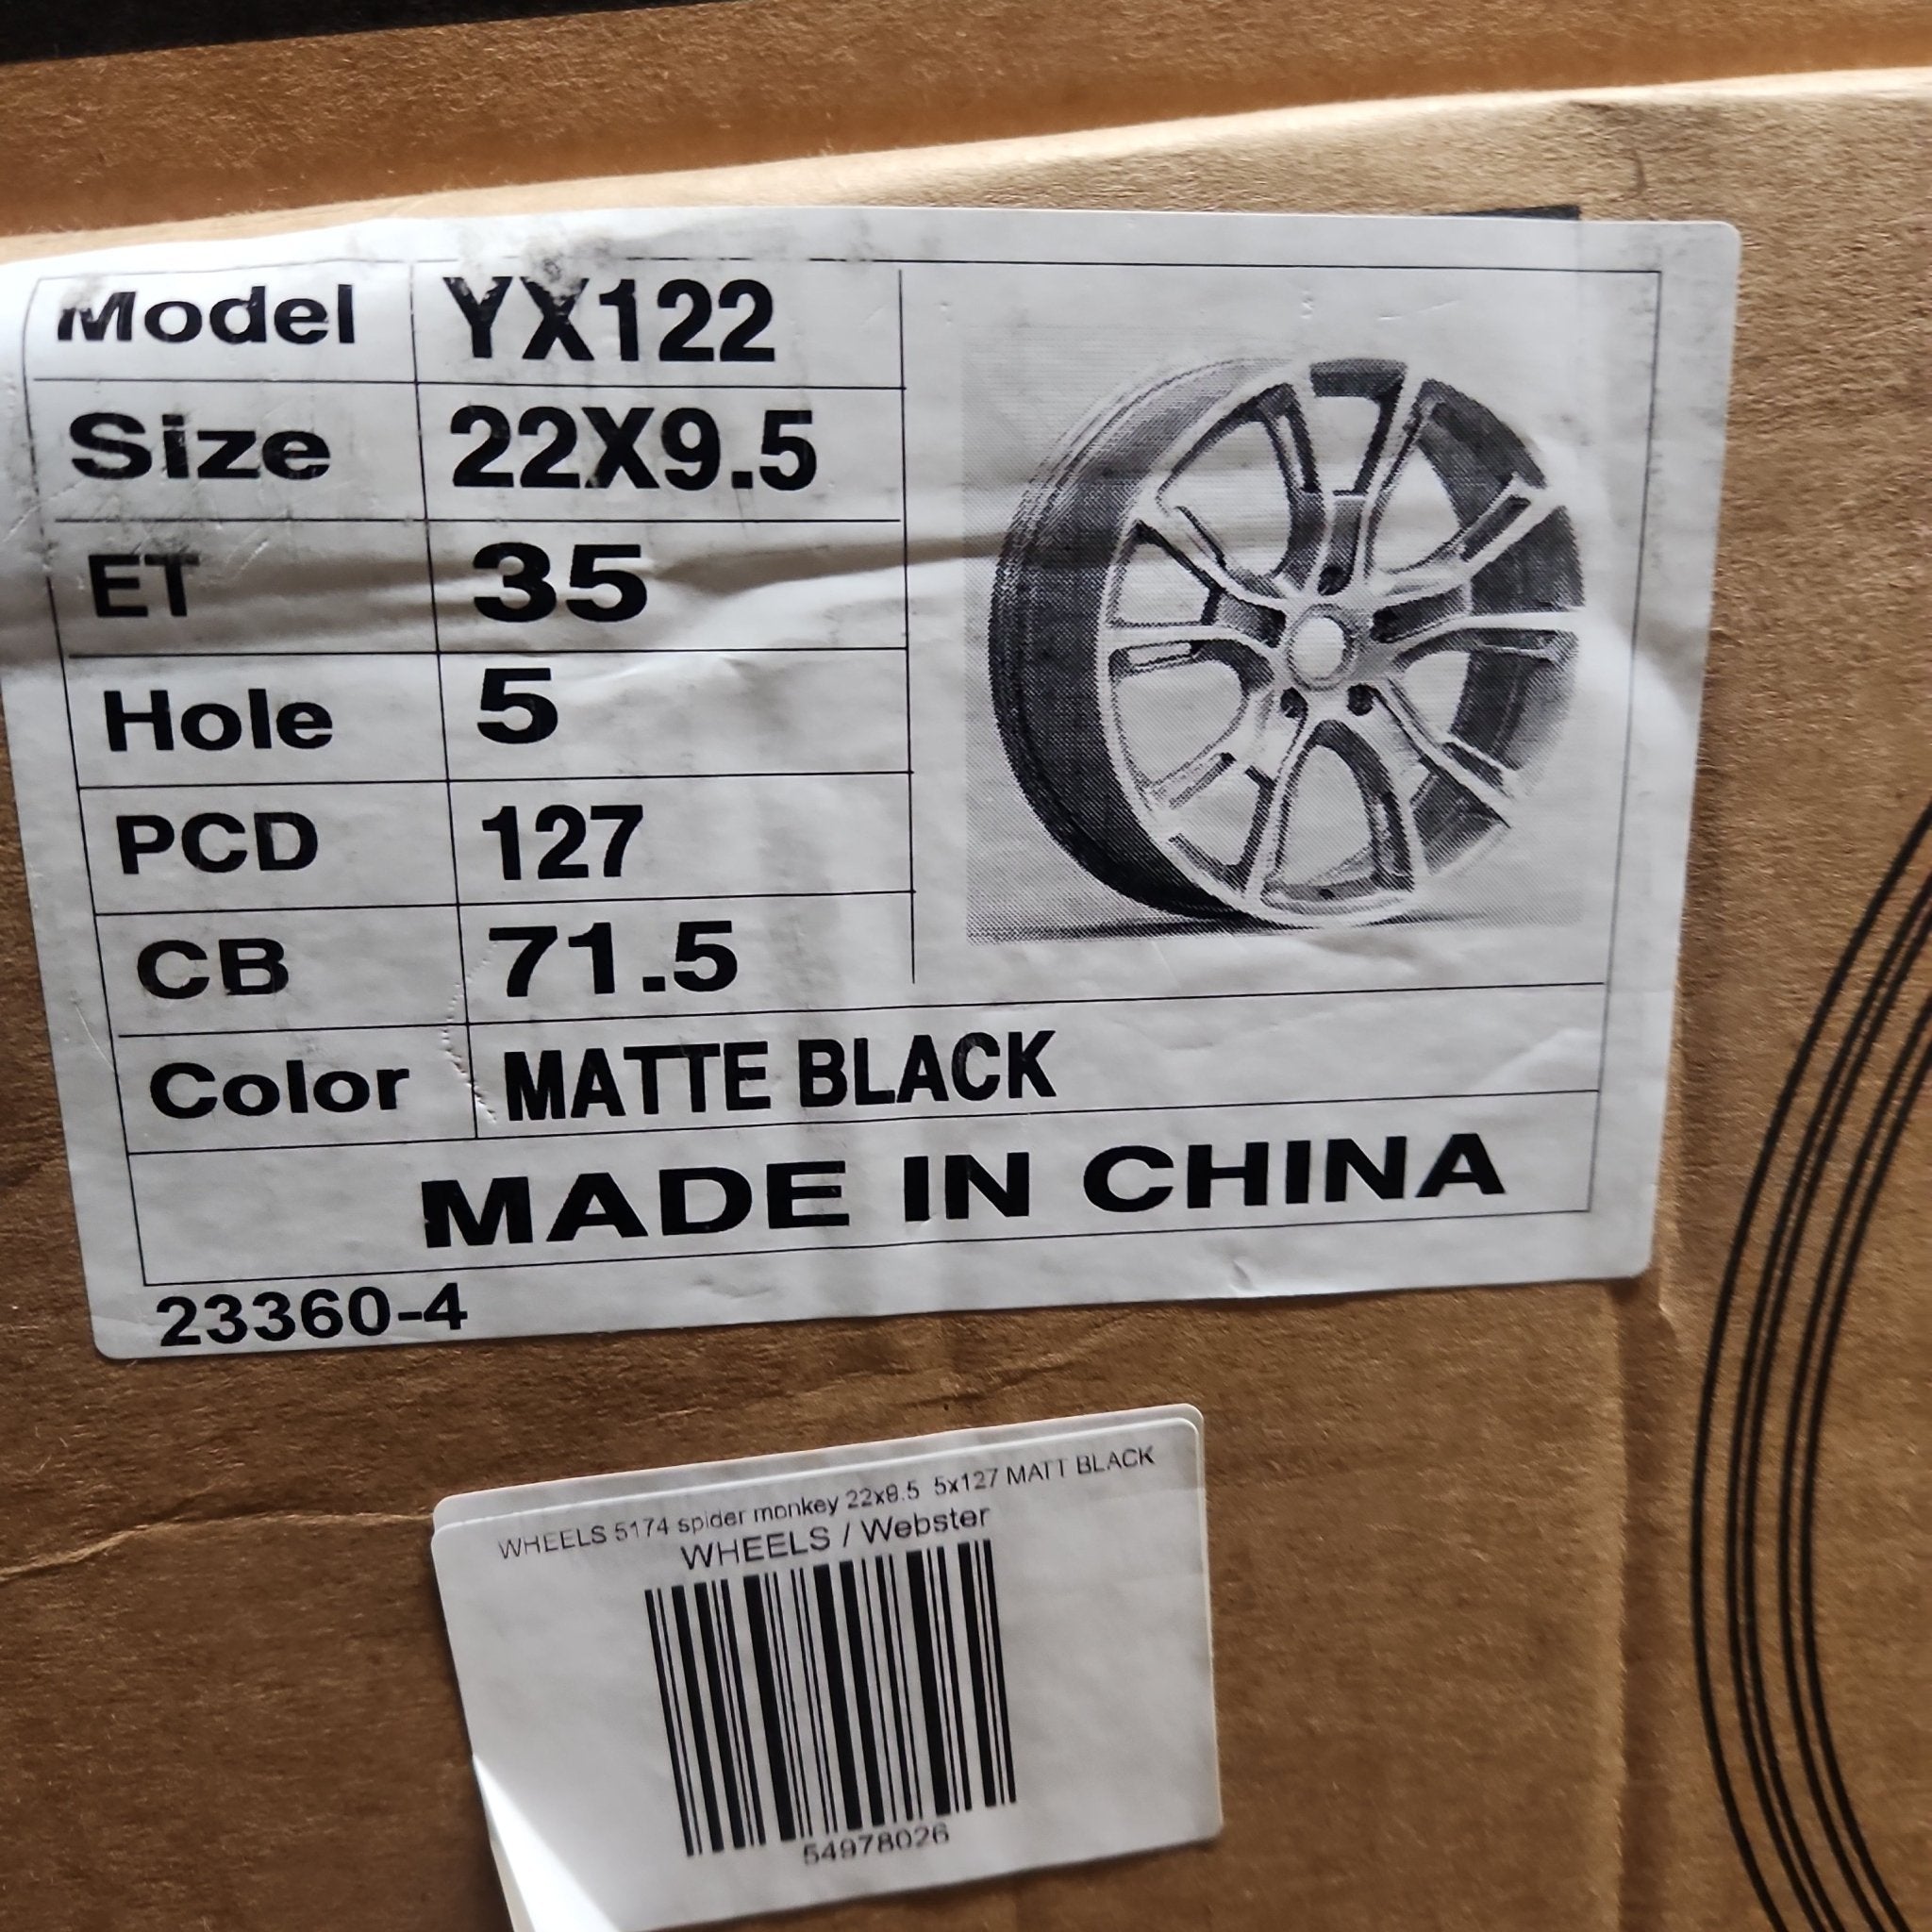 Model YX122
Size 22X9.5
ET 35
Hole 5
PCD 127
CB 71.5
Color MATTE BLACK
MADE IN CHINA
23360-4
WHEELS 5174 spider monkey 22x9.5 5x127 MATT BLACK
WHEELS / Webster
54978026